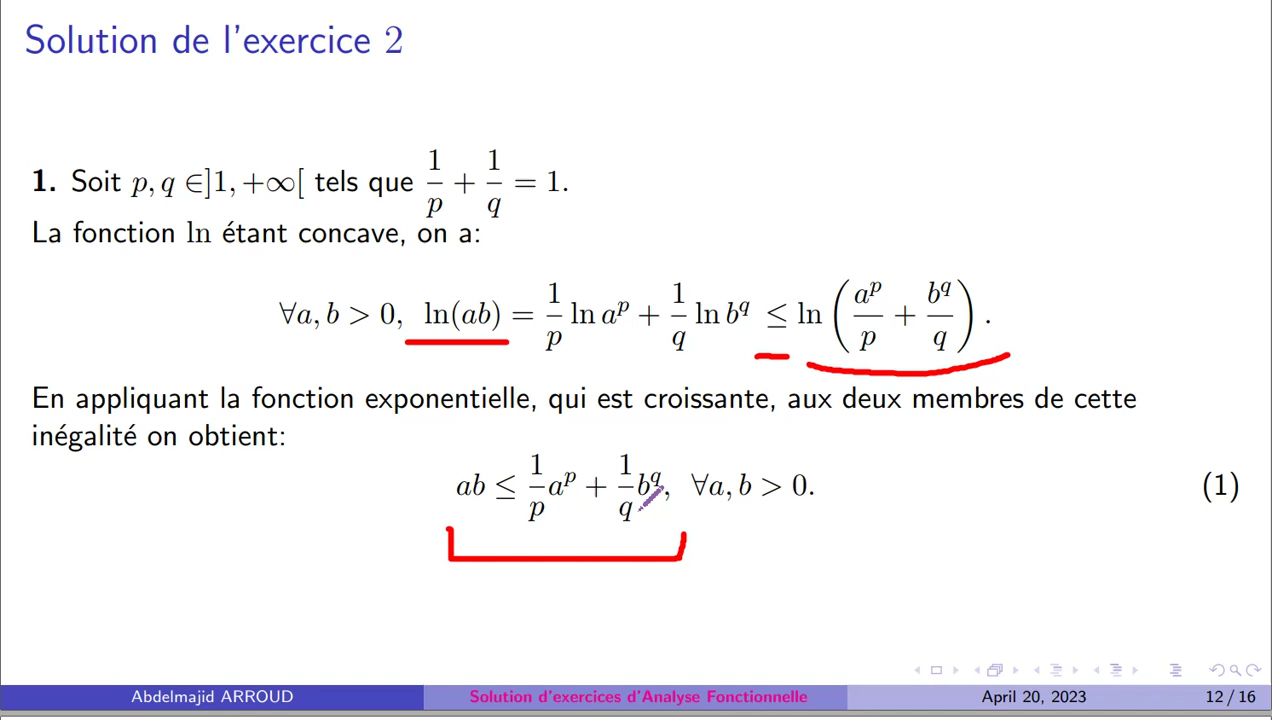 Solution de l'exercice 2
1. Soit p, q ∈]1, +∞[ tels que 1/p + 1/q = 1.
La fonction ln étant concave, on a:
∀a, b > 0, ln(ab) = 1/p ln a^p + 1/q ln b^q ≤ ln (a^p/p + b^q/q).
En appliquant la fonction exponentielle, qui est croissante, aux deux membres de cette
inégalité on obtient:
ab ≤ 1/p a^p + 1/q b^q, ∀a, b > 0. (1)
Abdelmajid ARROUD Solution d'exercices d'Analyse Fonctionnelle April 20, 2023 12 / 16